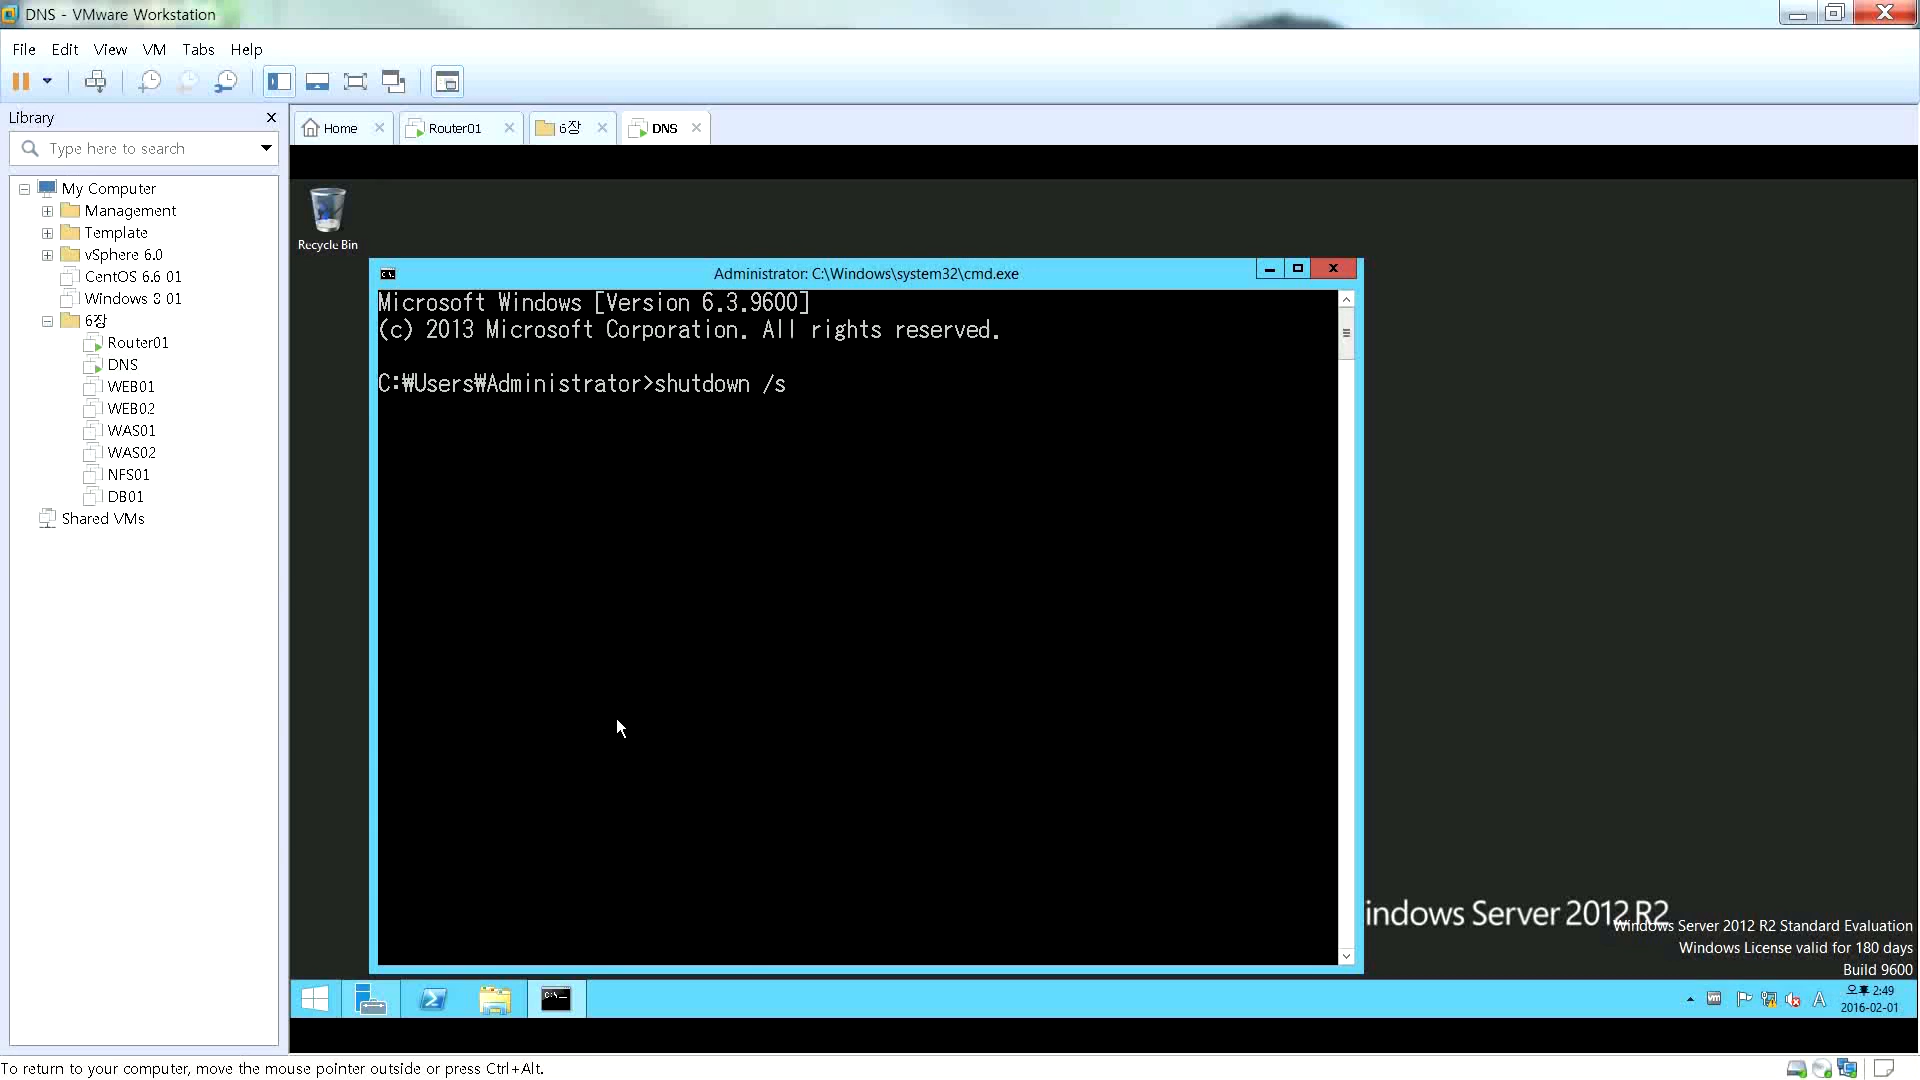 DNS - VMware Workstation
File Edit View VM Tabs Help
Library
Type here to search
My Computer
Management
Template
vSphere 6.0
CentOS 6.6 01
Windows 8 01
6장
Router01
DNS
WEB01
WEB02
WAS01
WAS02
NFS01
DB01
Shared VMs
Home Router01 6장 DNS
Recycle Bin
Administrator: C:\Windows\system32\cmd.exe
Microsoft Windows [Version 6.3.9600]
(c) 2013 Microsoft Corporation. All rights reserved.
C:₩Users₩Administrator>shutdown /s
indows Server 2012 R2
Windows Server 2012 R2 Standard Evaluation
Windows License valid for 180 days
Build 9600
A
오후 2:49
2016-02-01
To return to your computer, move the mouse pointer outside or press Ctrl+Alt.